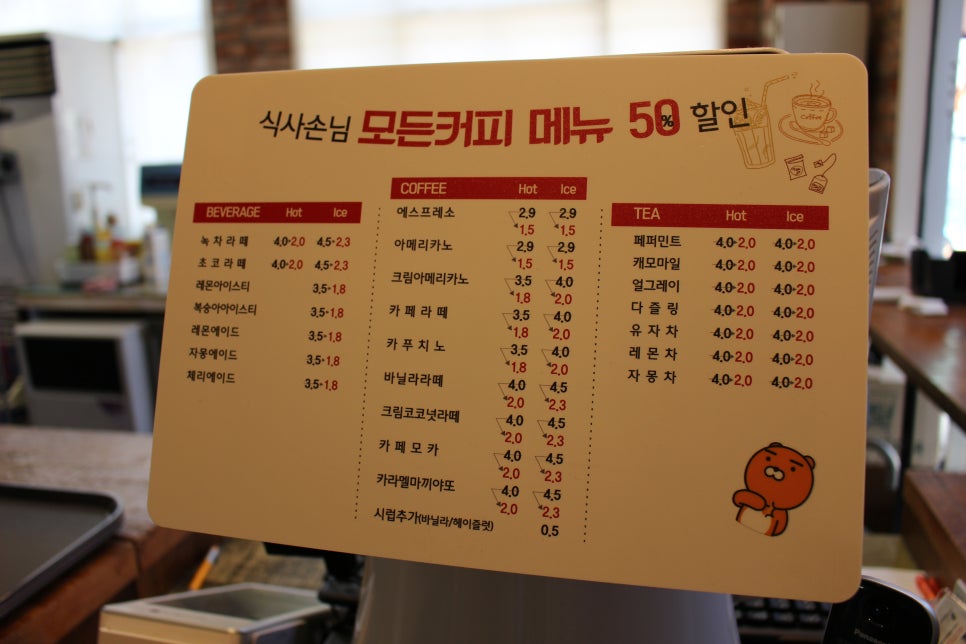 식사손님 모든커피 메뉴 50% 할인
Coffee
BEVERAGE Hot Ice
녹차라떼 4.0 2.0 4.5 2.3
초코라떼 4.0 2.0 4.5 2.3
레몬아이스티 3.5 1.8
복숭아아이스티 3.5 1.8
레몬에이드 3.5 1.8
자몽에이드 3.5 1.8
체리에이드 3.5 1.8
COFFEE Hot Ice
에스프레소 2.9 2.9
1.5 1.5
아메리카노 2.9 2.9
1.5 1.5
크림아메리카노 3.5 4.0
1.8 2.0
카페라떼 3.5 4.0
1.8 2.0
카푸치노 3.5 4.0
1.8 2.0
바닐라라떼 4.0 4.5
2.0 2.3
크림코코넛라떼 4.0 4.5
2.0 2.3
카페모카 4.0 4.5
2.0 2.3
카라멜마끼야또 4.0 4.5
2.0 2.3
시럽추가(바닐라/헤이즐럿) 0.5
TEA Hot Ice
페퍼민트 4.0 2.0 4.0 2.0
캐모마일 4.0 2.0 4.0 2.0
얼그레이 4.0 2.0 4.0 2.0
다즐링 4.0 2.0 4.0 2.0
유자차 4.0 2.0 4.0 2.0
레몬차 4.0 2.0 4.0 2.0
자몽차 4.0 2.0 4.0 2.0
Panasonic